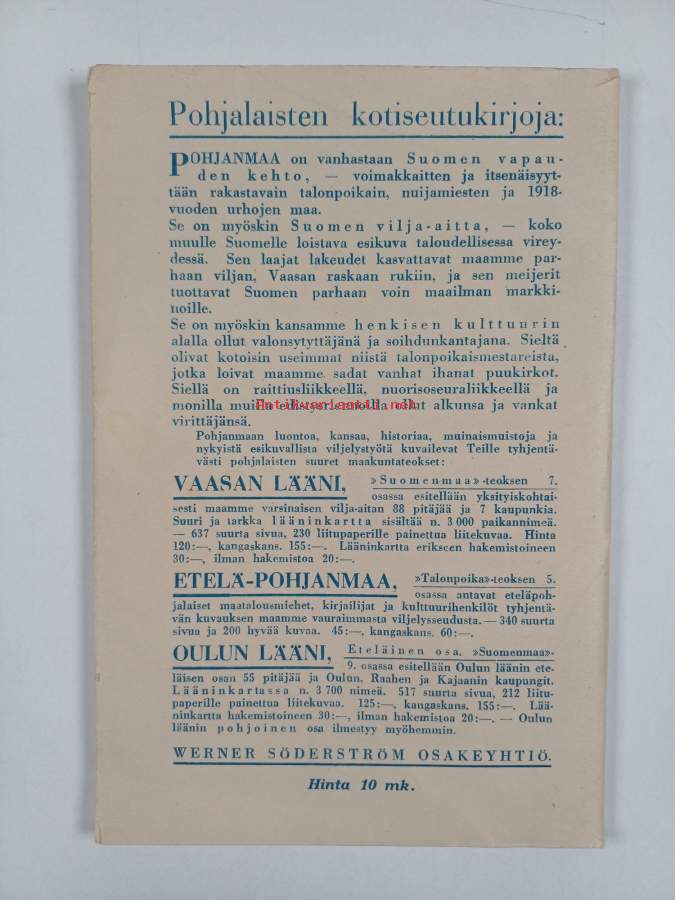 Pohjalaisten kotiseutukirjoja:
POHJANMAA on vanhastaan Suomen vapau-
den kehto, — voimakkaitten ja itsenäisyyt-
tään rakastavain talonpoikain, nuijamiesten ja 1918-
vuoden urhojen maa.
Se on myöskin Suomen vilja-aitta, — koko
muulle Suomelle loistava esikuva taloudellisessa virey-
dessä. Sen laajat lakeudet kasvattavat maamme par-
haan viljan, Vaasan raskaan rukiin, ja sen meijerit
tuottavat Suomen parhaan voin maailman markki-
noille.
Se on myöskin kansamme henkisen kulttuurin
alalla ollut valonsytyttäjänä ja soihdunkantajana. Sieltä
olivat kotoisin useimmat niistä talonpoikaismestareista,
jotka loivat maamme sadat vanhat ihanat puukirkot.
Siellä on raittiusliikkeellä, nuorisoseuraliikkeellä ja
monilla muilla edistysriennoilla ollut alkunsa ja vankat
Antikvariaatti.net
virittäjänsä.
Pohjanmaan luontoa, kansaa, historiaa, muinaismuistoja ja
nykyistä esikuvallista viljelystyötä kuvailevat Teille tyhjentä-
västi pohjalaisten suuret maakuntateokset:
VAASAN LÄÄNI, »Suomenmaa»-teoksen 7.
osassa esitellään yksityiskohtai-
sesti maamme varsinaisen vilja-aitan 88 pitäjää ja 7 kaupunkia.
Suuri ja tarkka lääninkartta sisältää n. 3 000 paikannimeä.
— 637 suurta sivua, 230 liitupaperille painettua liitekuvaa. Hinta
120:—, kangaskans. 155:—. Lääninkartta erikseen hakemistoineen
30:—, ilman hakemistoa 20:—.
ETELÄ-POHJANMAA, »Talonpoika»-teoksen 5.
osassa antavat eteläpoh-
jalaiset maatalousmiehet, kirjailijat ja kulttuurihenkilöt tyhjentä-
vän kuvauksen maamme vauraimmasta viljelysseudusta. — 340 suurta
sivua ja 200 hyvää kuvaa. 45:—, kangaskans. 60:—.
OULUN LÄÄNI, Eteläinen osa. »Suomenmaa»-
9. osassa esitellään Oulun läänin ete-
läisen osan 55 pitäjää ja Oulun, Raahen ja Kajaanin kaupungit.
Lääninkartassa n. 3 700 nimeä. 517 suurta sivua, 212 liitu-
paperille painettua liitekuvaa. 125:—, kangaskans. 155:—. Lää-
ninkartta hakemistoineen 30:—, ilman hakemistoa 20:—. — Oulun
läänin pohjoinen osa ilmestyy myöhemmin.
WERNER SÖDERSTRÖM OSAKEYHTIÖ.
Hinta 10 mk.